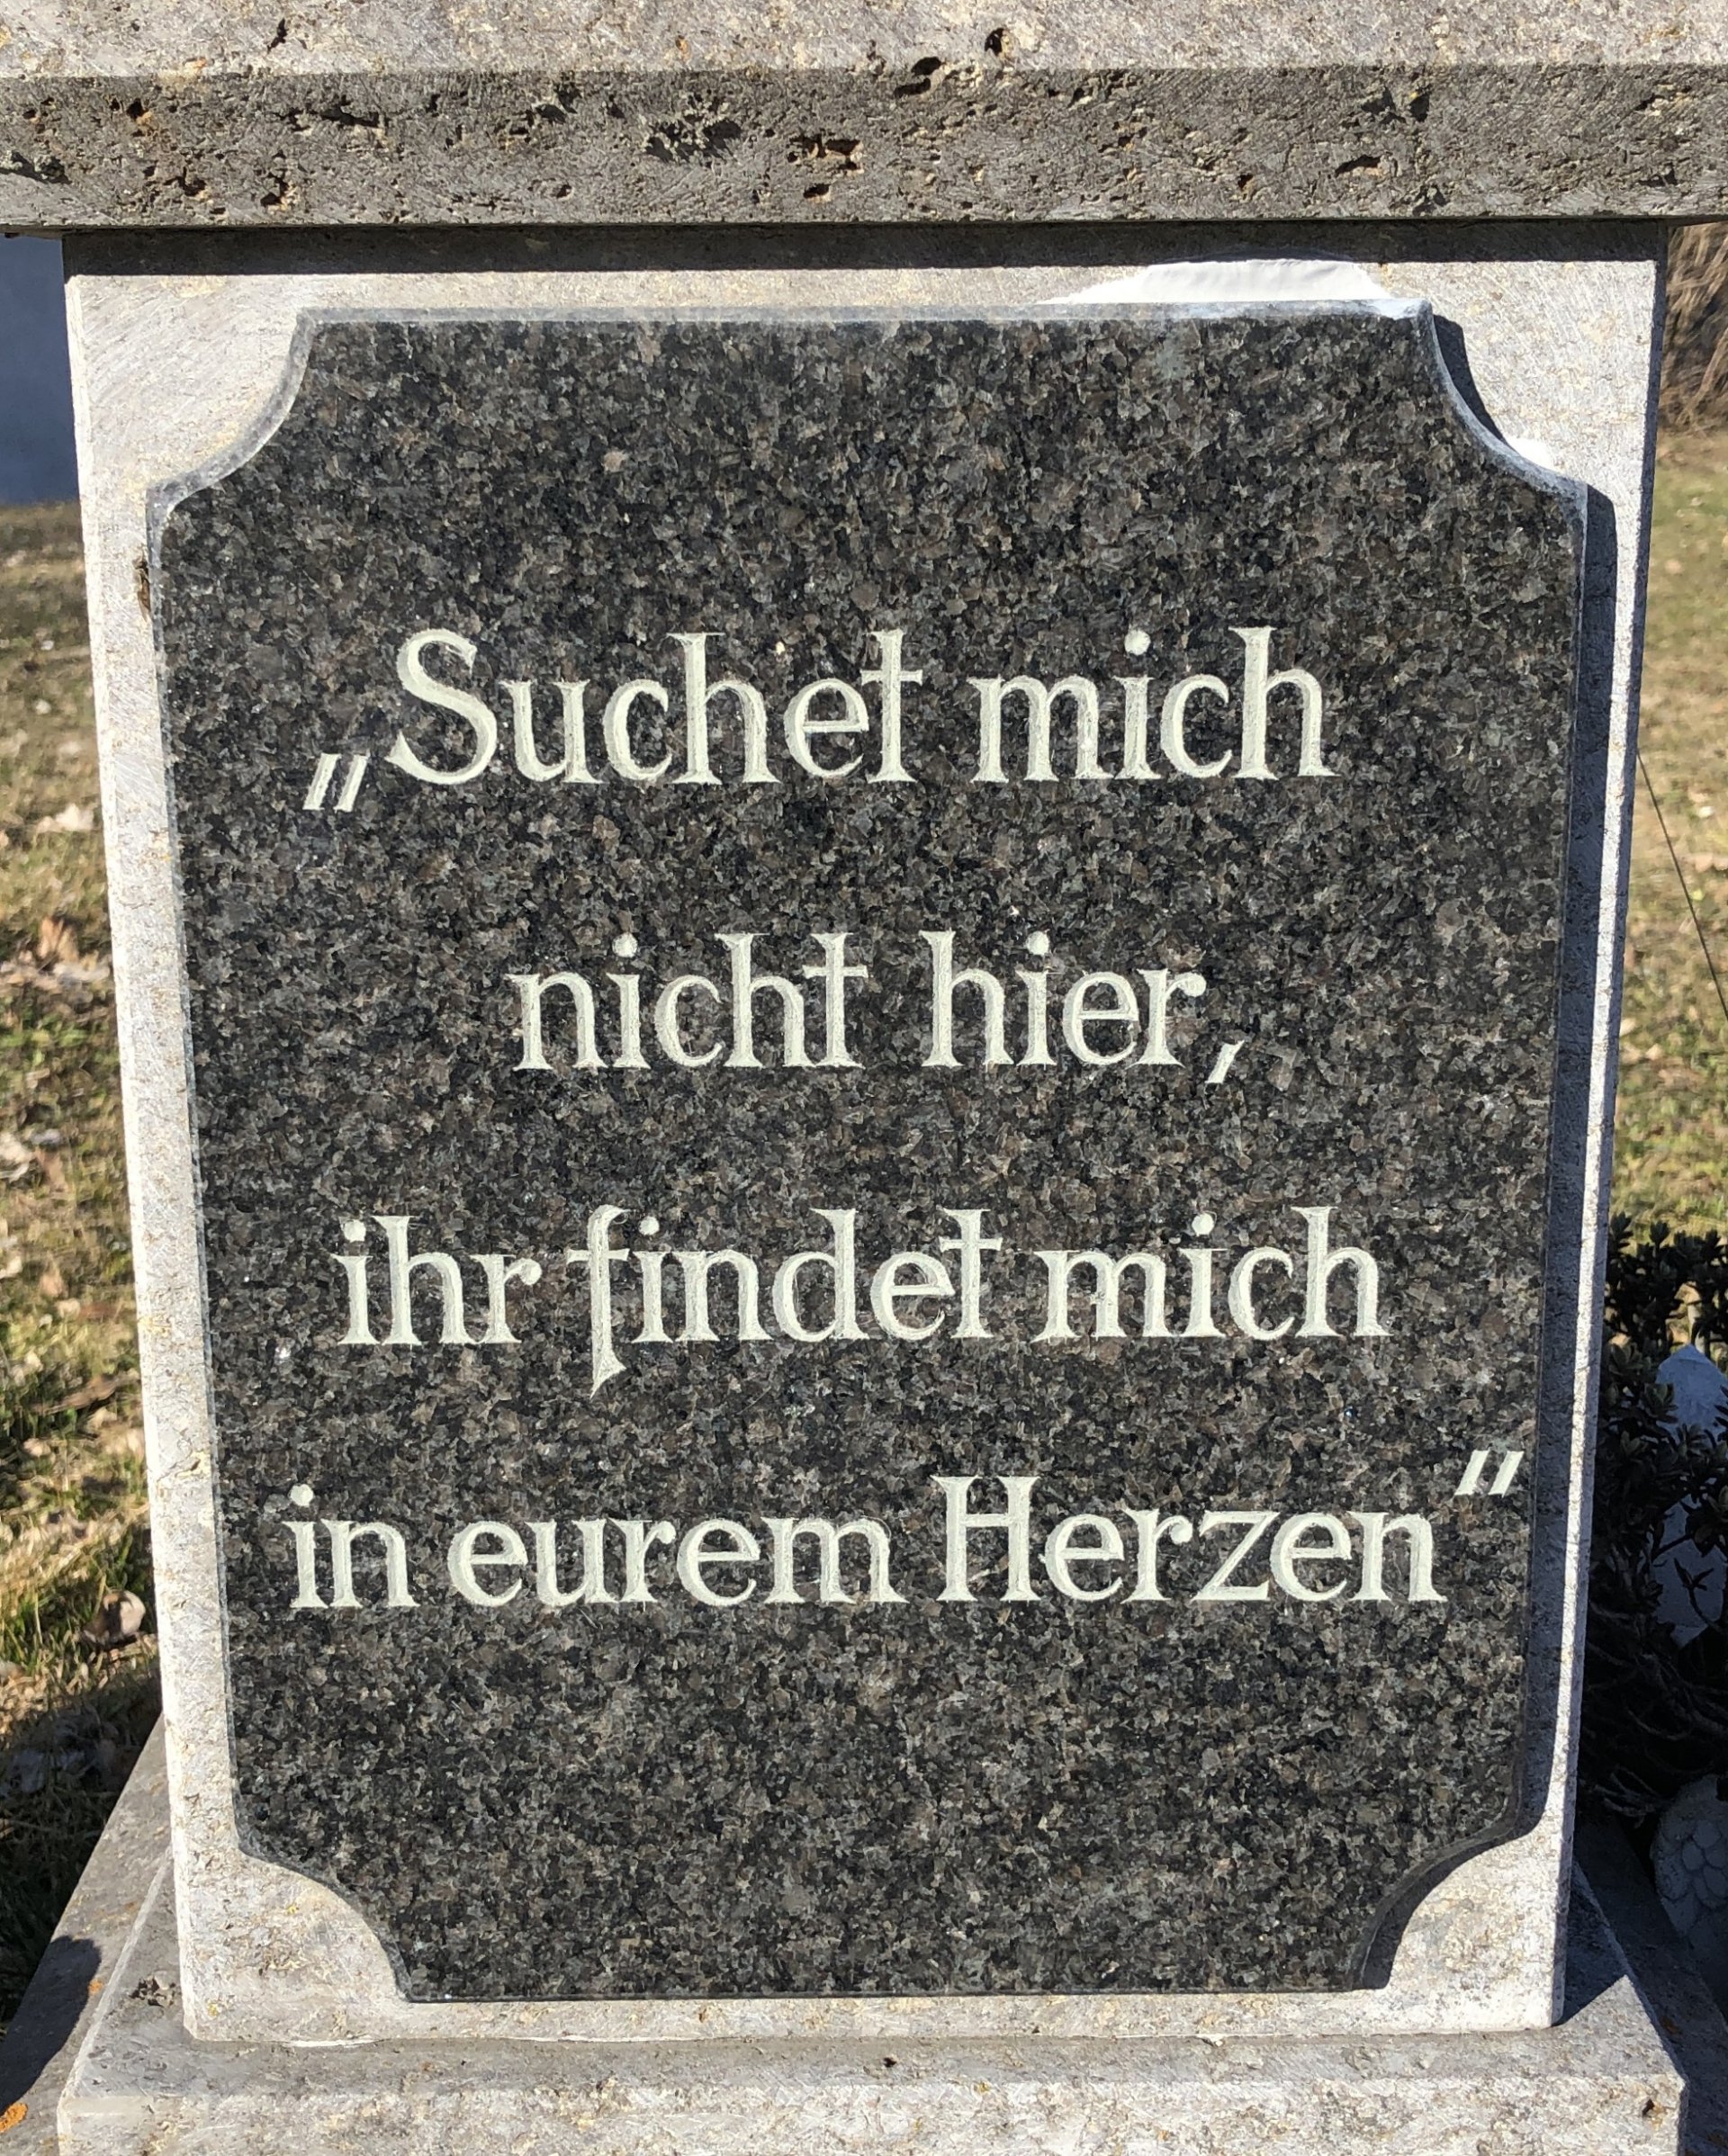 „Suchet mich
nicht hier,
ihr findet mich
in eurem Herzen“